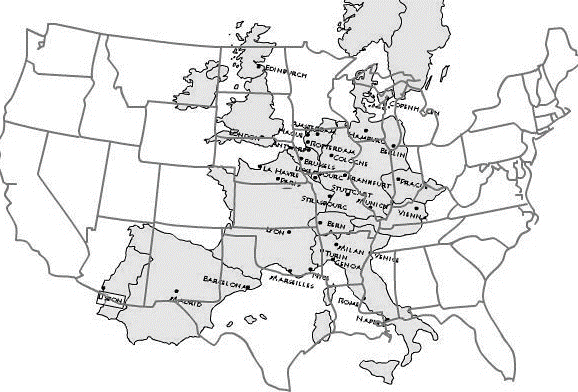 EDINBURGH
COPENHAGEN
AMSTERDAM
HAGUE
HAMBURG
LONDON
ROTTERDAM
ANTWERP
BERLIN
COLOGNE
BRUSSELS
LA HAVRE
FRANKFURT
PARIS
PRAGUE
STUTTGART
STRASBOURG
MUNICH
VIENNA
BERN
LYON
MILAN
VENICE
TURIN
GENOA
NICE
BARCELONA
MARSEILLES
LISBON
MADRID
ROME
NAPLES